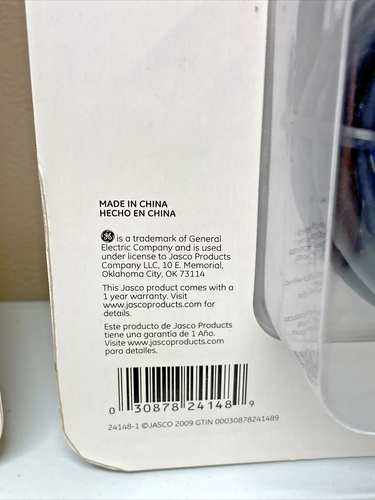 MADE IN CHINA
HECHO EN CHINA
GE is a trademark of General
Electric Company and is used
under license to Jasco Products
Company LLC, 10 E. Memorial,
Oklahoma City, OK 73114
This Jasco product comes with a
1 year warranty. Visit
www.jascoproducts.com for
details.
Este producto de Jasco Products
tiene una garantía de 1 Año.
Visite www.jascoproducts.com
para detalles.
0 30878 24148 9
24148-1 ©JASCO 2009 GTIN 00030878241489